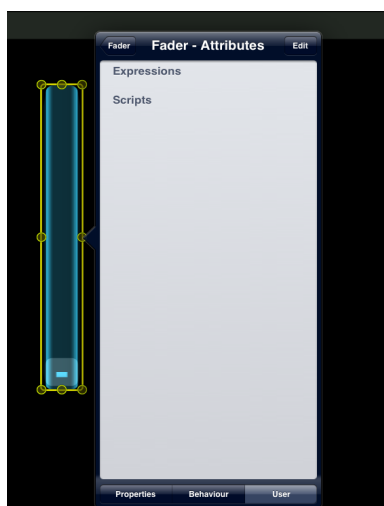 Fader
Fader - Attributes
Edit
Expressions
Scripts
Properties
Behaviour
User